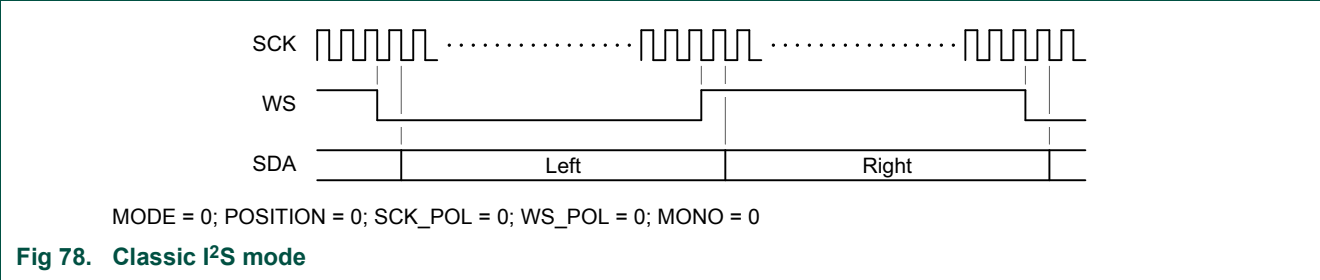 SCK
WS
SDA Left Right
MODE = 0; POSITION = 0; SCK_POL = 0; WS_POL = 0; MONO = 0
Fig 78. Classic I²S mode